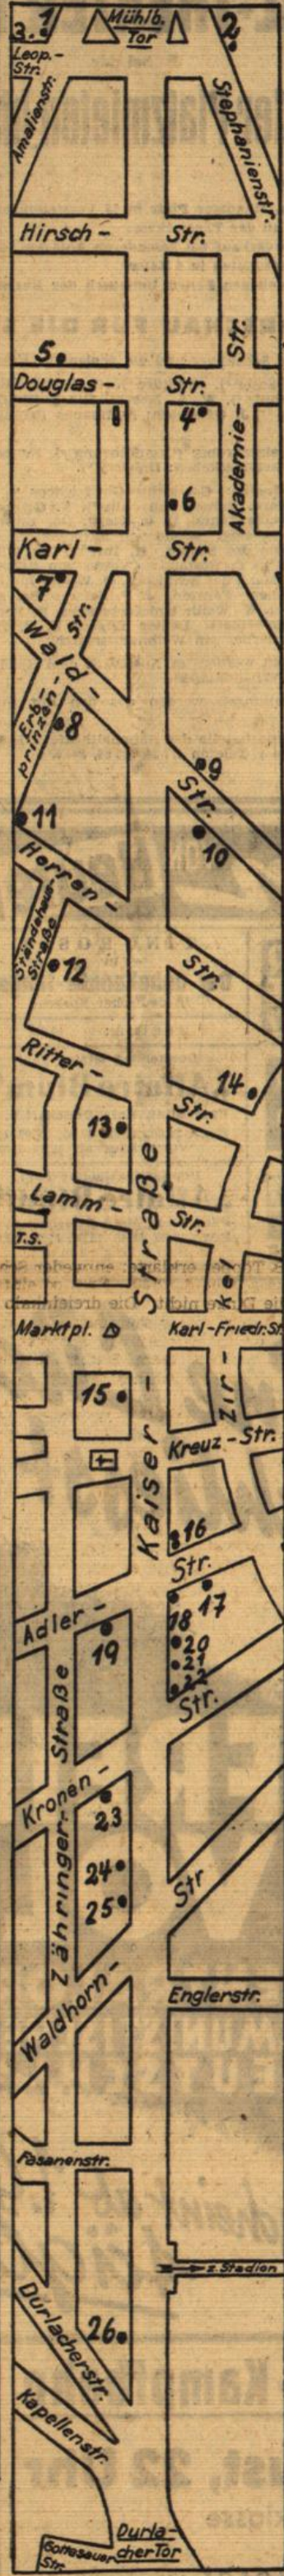 1
3.
Mühlb.
Tor
2
Leop.-
Str.
Amalienstr.
Stephanienstr.
Hirsch- Str.
5
Akademie- Str.
Douglas- Str.
4
6
Karl- Str.
7
Wald- Str.
Str.
Erb-
prinzen-
8
9
10
11
Herren- Str.
Ständehaus-
Straße
12
Ritter- Str.
14
13
Kaiser- Straße
Lamm- Str.
T.S.
Zir- kel
Marktpl.
Karl-Friedr.St
15
Kreuz-Str.
16
Str.
17
18
Adler-
19
20
21
22
Str.
Zähringer- Straße
Kronen-
23
24
25
Str
Waldhorn-
Englerstr.
Fasanenstr.
z. Stadion
Durlacherstr.
26
Kapellenstr.
Durla-
cher Tor
Gottesauer
Str.